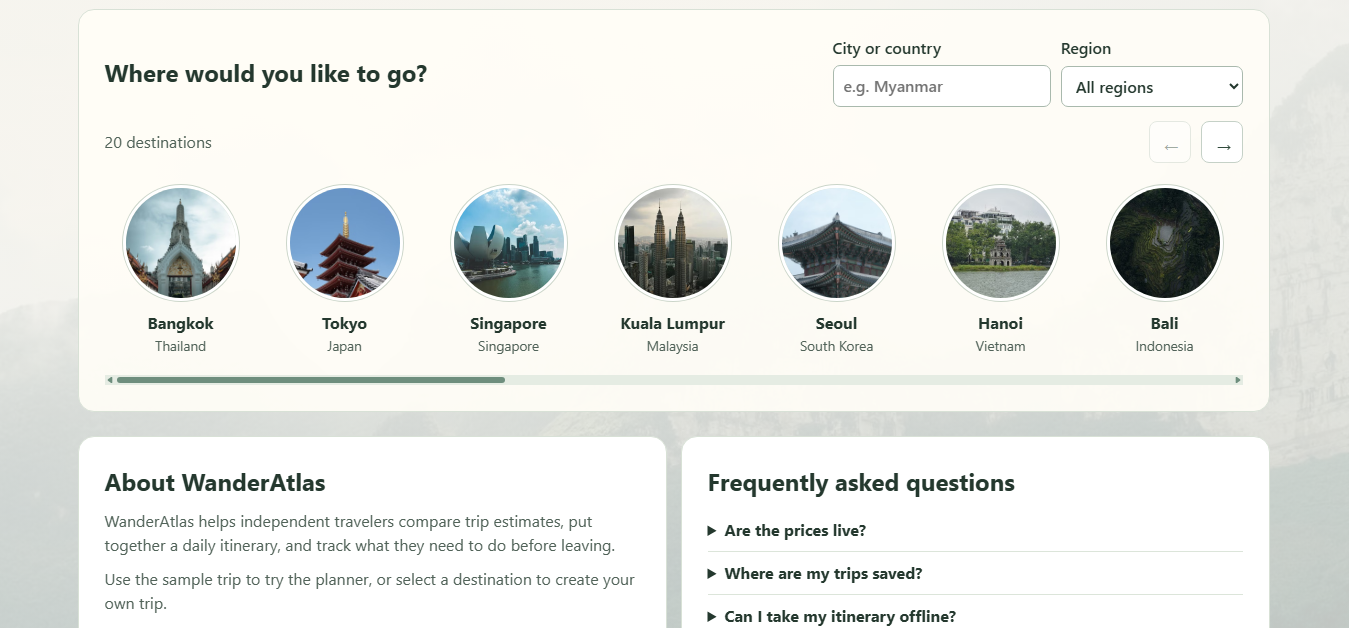 Where would you like to go?
City or country
Region
e.g. Myanmar
All regions
20 destinations
← →
Bangkok
Thailand
Tokyo
Japan
Singapore
Singapore
Kuala Lumpur
Malaysia
Seoul
South Korea
Hanoi
Vietnam
Bali
Indonesia
About WanderAtlas
WanderAtlas helps independent travelers compare trip estimates, put
together a daily itinerary, and track what they need to do before leaving.
Use the sample trip to try the planner, or select a destination to create your
own trip.
Frequently asked questions
Are the prices live?
Where are my trips saved?
Can I take my itinerary offline?